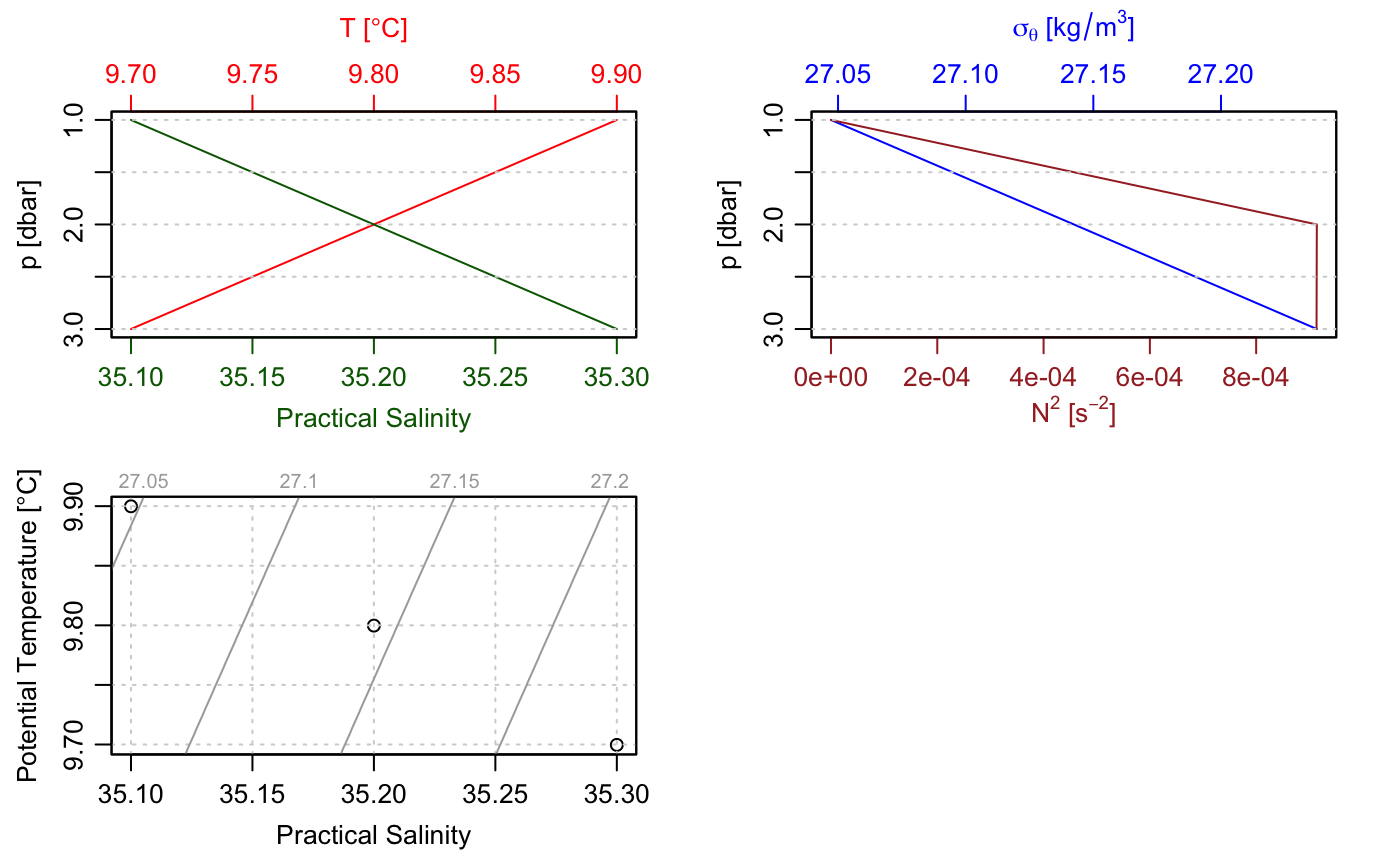 T [°C]
9.70 9.75 9.80 9.85 9.90
p [dbar]
1.0 2.0 3.0
35.10 35.15 35.20 35.25 35.30
Practical Salinity
σθ [kg/m³]
27.05 27.10 27.15 27.20
p [dbar]
1.0 2.0 3.0
0e+00 2e-04 4e-04 6e-04 8e-04
N² [s⁻²]
27.05 27.1 27.15 27.2
Potential Temperature [°C]
9.90 9.80 9.70
35.10 35.15 35.20 35.25 35.30
Practical Salinity